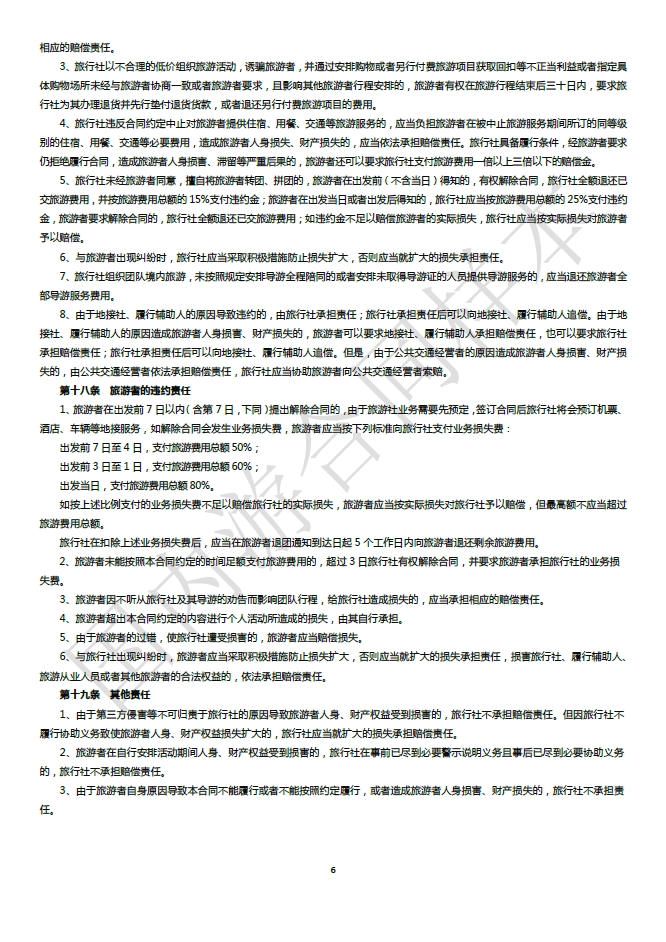 相应的赔偿责任。
3、旅行社以不合理的低价组织旅游活动，诱骗旅游者，并通过安排购物或者另行付费旅游项目获取回扣等不正当利益或者指定具
体购物场所未经与旅游者协商一致或者旅游者要求，且影响其他旅游者行程安排的，旅游者有权在旅游行程结束后三十日内，要求旅
行社为其办理退货并先行垫付退货货款，或者退还另行付费旅游项目的费用。
4、旅行社违反合同约定中止对旅游者提供住宿、用餐、交通等旅游服务的，应当负担旅游者在被中止旅游服务期间所订的同等级
别的住宿、用餐、交通等必要费用，造成旅游者人身损失、财产损失的，应当依法承担赔偿责任。旅行社具备履行条件，经旅游者要求
仍拒绝履行合同，造成旅游者人身损害、滞留等严重后果的，旅游者还可以要求旅行社支付旅游费用一倍以上三倍以下的赔偿金。
5、旅行社未经旅游者同意，擅自将旅游者转团、拼团的，旅游者在出发前（不含当日）得知的，有权解除合同，旅行社全额退还已
交旅游费用，并按旅游费用总额的15%支付违约金；旅游者在出发当日或者出发后得知的，旅行社应当按旅游费用总额的25%支付违约
金，旅游者要求解除合同的，旅行社全额退还已交旅游费用；如违约金不足以赔偿旅游者的实际损失，旅行社应当按实际损失对旅游者
予以赔偿。
6、与旅游者出现纠纷时，旅行社应当采取积极措施防止损失扩大，否则应当就扩大的损失承担责任。
7、旅行社组织团队境内旅游，未按照规定安排导游全程陪同的或者安排未取得导游证的人员提供导游服务的，应当退还旅游者全
部导游服务费用。
8、由于地接社、履行辅助人的原因导致违约的，由旅行社承担责任；旅行社承担责任后可以向地接社、履行辅助人追偿。由于地
接社、履行辅助人的原因造成旅游者人身损害、财产损失的，旅游者可以要求地接社、履行辅助人承担赔偿责任，也可以要求旅行社
承担赔偿责任；旅行社承担责任后可以向地接社、履行辅助人追偿。但是，由于公共交通经营者的原因造成旅游者人身损害、财产损
失的，由公共交通经营者依法承担赔偿责任，旅行社应当协助旅游者向公共交通经营者索赔。
第十八条 旅游者的违约责任
1、旅游者在出发前7日以内（含第7日，下同）提出解除合同的，由于旅游社业务需要先预定，签订合同后旅行社将会预订机票、
酒店、车辆等地接服务，如解除合同会发生业务损失费，旅游者应当按下列标准向旅行社支付业务损失费：
出发前7日至4日，支付旅游费用总额50%；
出发前3日至1日，支付旅游费用总额60%；
出发当日，支付旅游费用总额80%。
如按上述比例支付的业务损失费不足以赔偿旅行社的实际损失，旅游者应当按实际损失对旅行社予以赔偿，但最高额不应当超过
旅游费用总额。
旅行社在扣除上述业务损失费后，应当在旅游者退团通知到达日起5个工作日内向旅游者退还剩余旅游费用。
2、旅游者未能按照本合同约定的时间足额支付旅游费用的，超过3日旅行社有权解除合同，并要求旅游者承担旅行社的业务损
失费。
3、旅游者因不听从旅行社及其导游的劝告而影响团队行程，给旅行社造成损失的，应当承担相应的赔偿责任。
4、旅游者超出本合同约定的内容进行个人活动所造成的损失，由其自行承担。
5、由于旅游者的过错，使旅行社遭受损害的，旅游者应当赔偿损失。
6、与旅行社出现纠纷时，旅游者应当采取积极措施防止损失扩大，否则应当就扩大的损失承担责任，损害旅行社、履行辅助人、
旅游从业人员或者其他旅游者的合法权益的，依法承担赔偿责任。
第十九条 其他责任
1、由于第三方侵害等不可归责于旅行社的原因导致旅游者人身、财产权益受到损害的，旅行社不承担赔偿责任。但因旅行社不
履行协助义务致使旅游者人身、财产权益损失扩大的，旅行社应当就扩大的损失承担赔偿责任。
2、旅游者在自行安排活动期间人身、财产权益受到损害的，旅行社在事前已尽到必要警示说明义务且事后已尽到必要协助义务
的，旅行社不承担赔偿责任。
3、由于旅游者自身原因导致本合同不能履行或者不能按照约定履行，或者造成旅游者人身损害、财产损失的，旅行社不承担责
任。
国内游合同样本
6